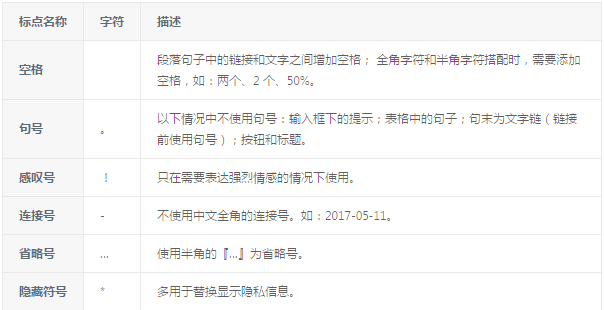 标点名称 字符 描述
空格 段落句子中的链接和文字之间增加空格； 全角字符和半角字符搭配时，需要添加
空格，如：两个、2 个、50%。
句号 。 以下情况中不使用句号：输入框下的提示；表格中的句子；句末为文字链（链接
前使用句号）；按钮和标题。
感叹号 ！ 只在需要表达强烈情感的情况下使用。
连接号 - 不使用中文全角的连接号。如：2017-05-11。
省略号 ... 使用半角的『...』为省略号。
隐藏符号 * 多用于替换显示隐私信息。